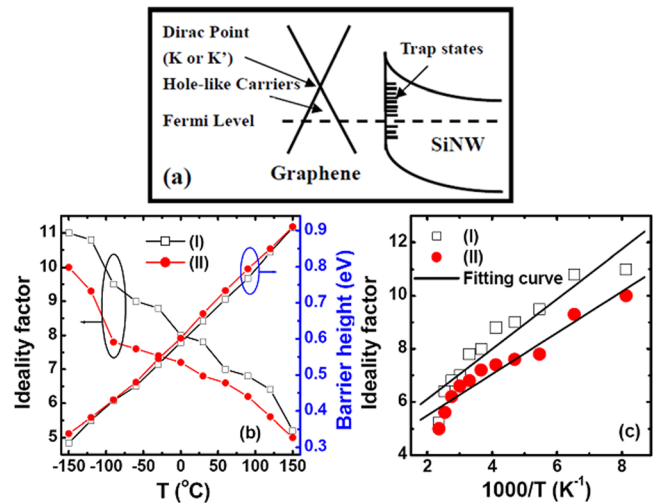 Dirac Point
(K or K’)
Hole-like Carriers
Fermi Level
Trap states
SiNW
(a)
Graphene
11
10
9
8
7
6
5
Ideality factor
(I)
(II)
0.9
0.8
0.7
0.6
0.5
0.4
0.3
Barrier height (eV)
(b)
-150 -100 -50 0 50 100 150
T (°C)
12
10
8
6
4
Ideality factor
(I)
(II)
Fitting curve
(c)
2 4 6 8
1000/T (K-1)